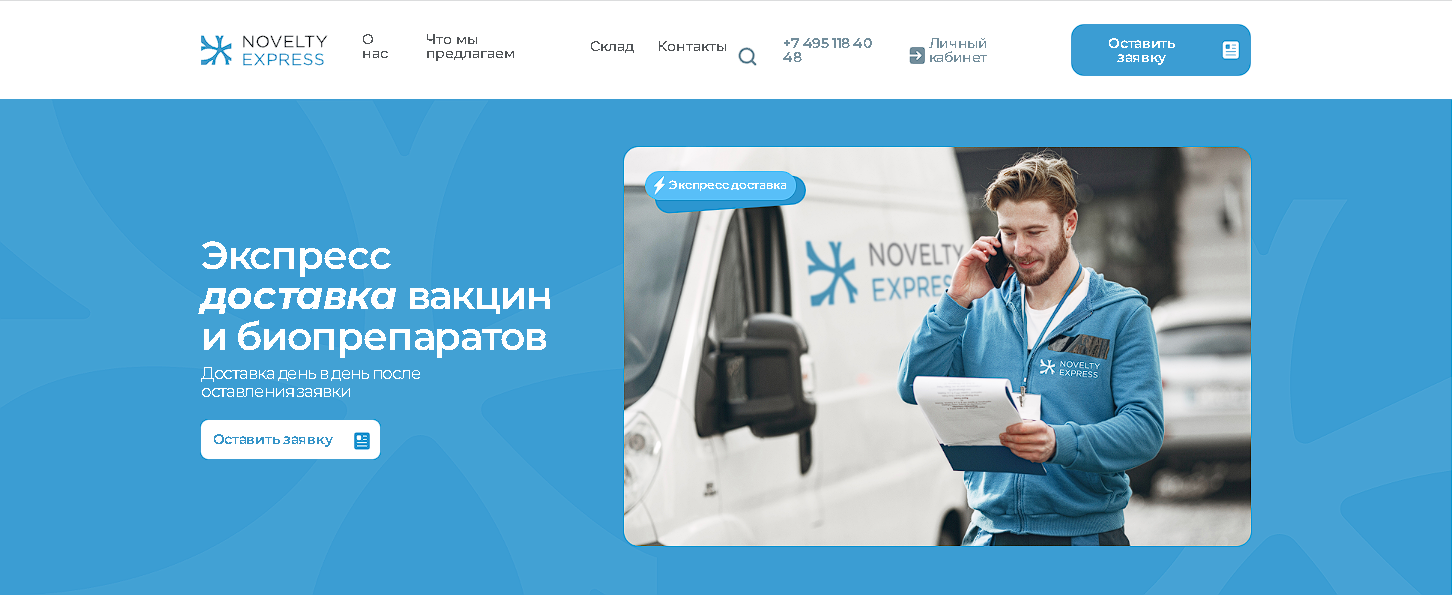 NOVELTY
EXPRESS
О
нас
Что мы
предлагаем
Склад
Контакты
+7 495 118 40
48
Личный
кабинет
Оставить
заявку
Экспресс
доставка вакцин
и биопрепаратов
Доставка день в день после
оставления заявки
Оставить заявку
Экспресс доставка
NOVELTY
EXPRES
NOVELTY
EXPRESS